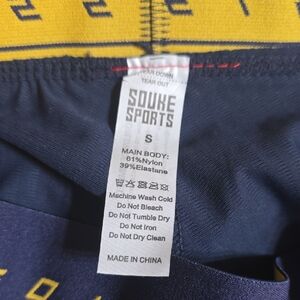 TEAR DOWN
TEAR OUT
SOUKE
SPORTS
S
MAIN BODY:
61%Nylon
39%Elastane
Machine Wash Cold
Do Not Bleach
Do Not Tumble Dry
Do Not Iron
Do Not Dry Clean
MADE IN CHINA